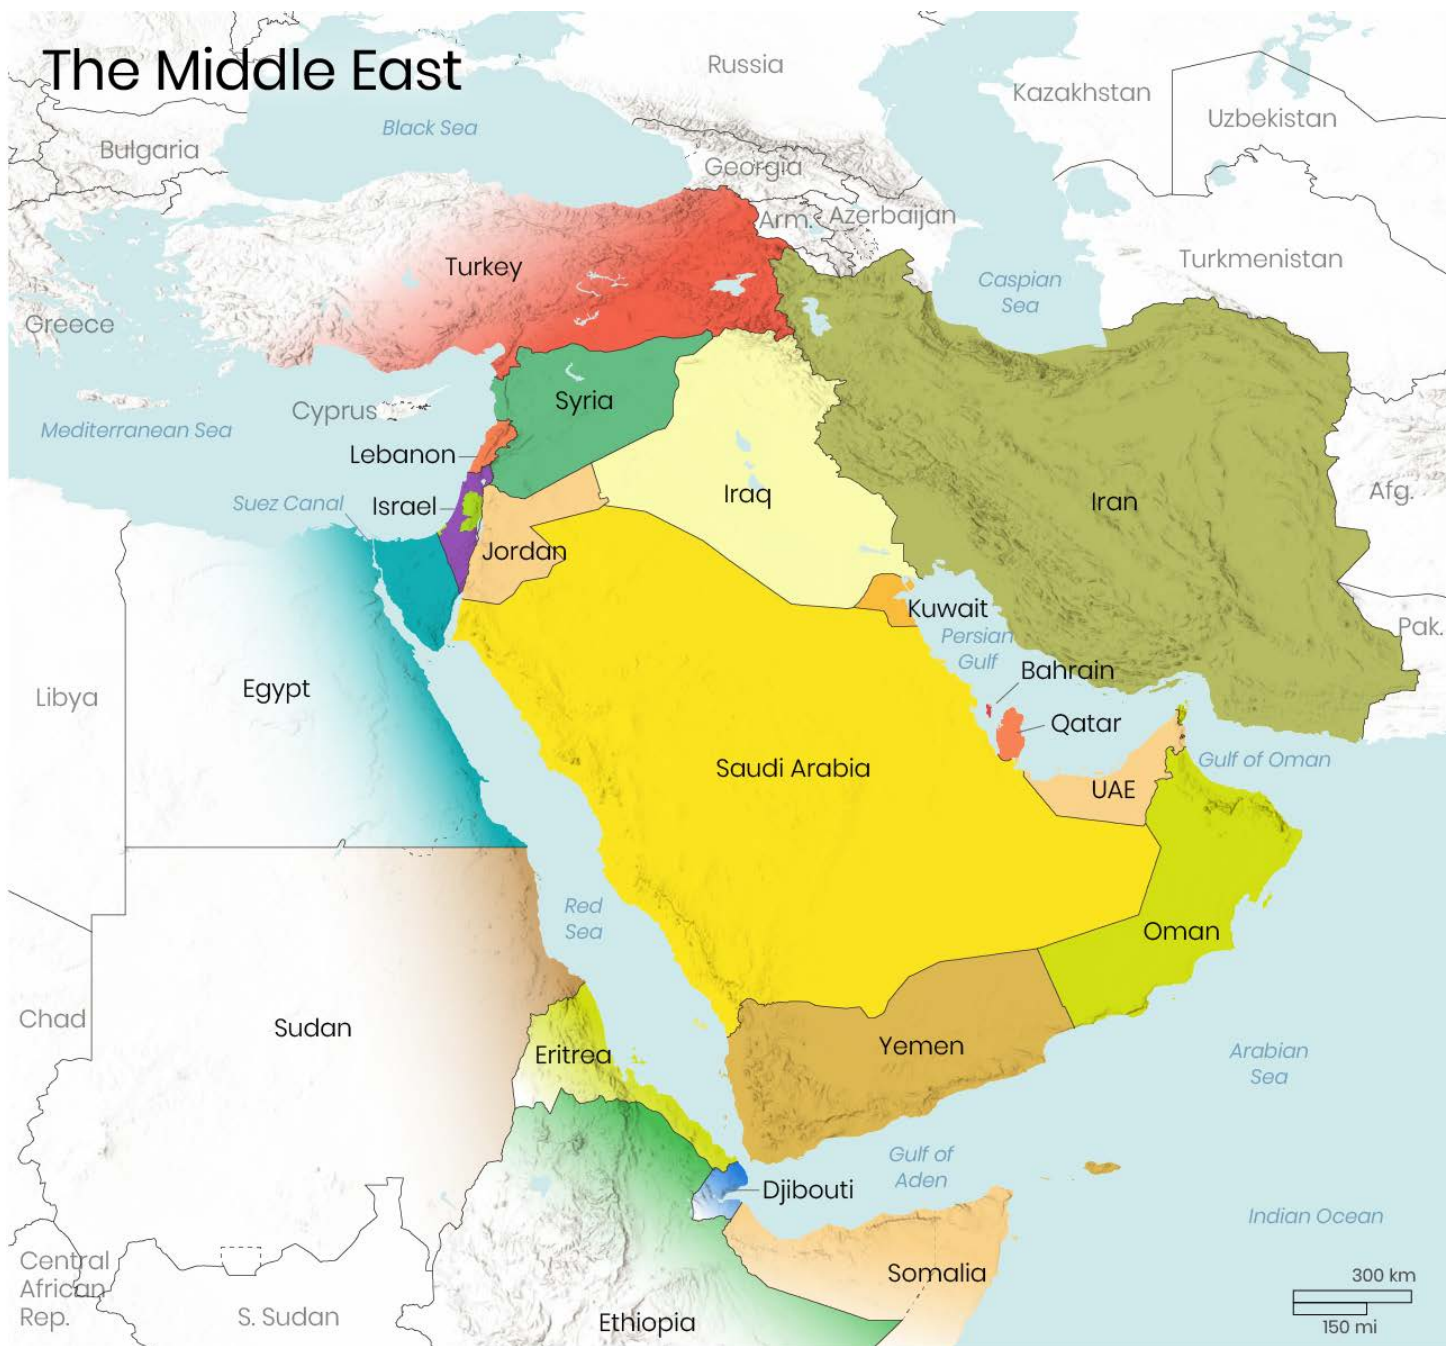 The Middle East
Russia
Kazakhstan
Uzbekistan
Black Sea
Bulgaria
Georgia
Arm.
Azerbaijan
Turkmenistan
Turkey
Caspian
Sea
Greece
Syria
Cyprus
Mediterranean Sea
Lebanon
Iraq
Iran
Afg.
Suez Canal
Israel
Jordan
Kuwait
Persian
Gulf
Pak.
Bahrain
Libya
Egypt
Qatar
Saudi Arabia
Gulf of Oman
UAE
Red
Sea
Oman
Chad
Sudan
Eritrea
Yemen
Arabian
Sea
Gulf of
Aden
Djibouti
Indian Ocean
Central
African
Rep.
S. Sudan
Somalia
Ethiopia
300 km
150 mi